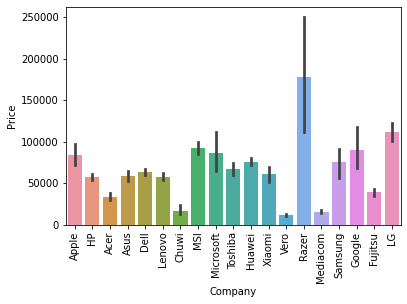 250000
200000
150000
100000
50000
0
Price
Apple
HP
Acer
Asus
Dell
Lenovo
Chuwi
MSI
Microsoft
Toshiba
Huawei
Xiaomi
Vero
Razer
Mediacom
Samsung
Google
Fujitsu
LG
Company